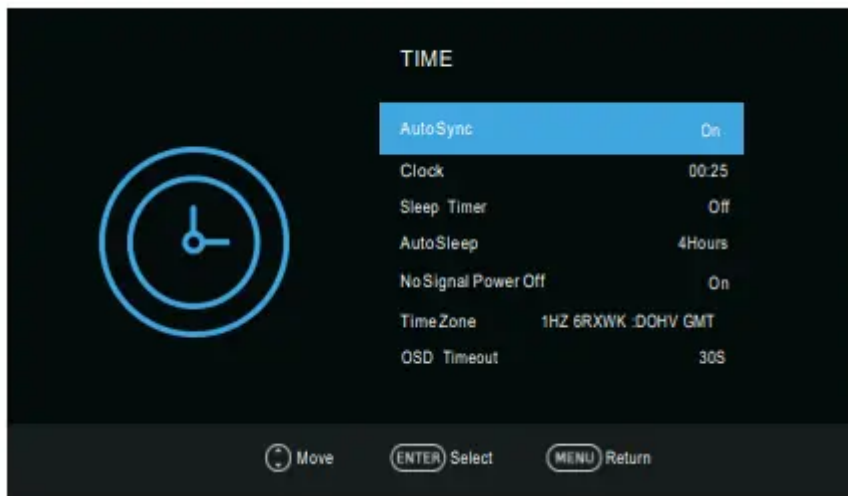 TIME
AutoSync On
Clock 00:25
Sleep Timer Off
AutoSleep 4Hours
NoSignal Power Off On
TimeZone 1HZ 6RXWK :DOHV GMT
OSD Timeout 30S
Move ENTER Select MENU Return